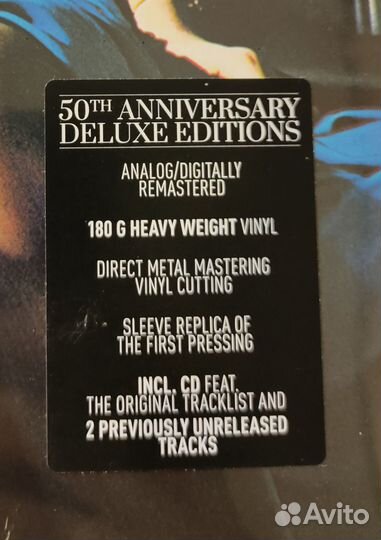 50TH ANNIVERSARY
DELUXE EDITIONS
ANALOG/DIGITALLY
REMASTERED
180 G HEAVY WEIGHT VINYL
DIRECT METAL MASTERING
VINYL CUTTING
SLEEVE REPLICA OF
THE FIRST PRESSING
INCL. CD FEAT.
THE ORIGINAL TRACKLIST AND
2 PREVIOUSLY UNRELEASED
TRACKS
Avito